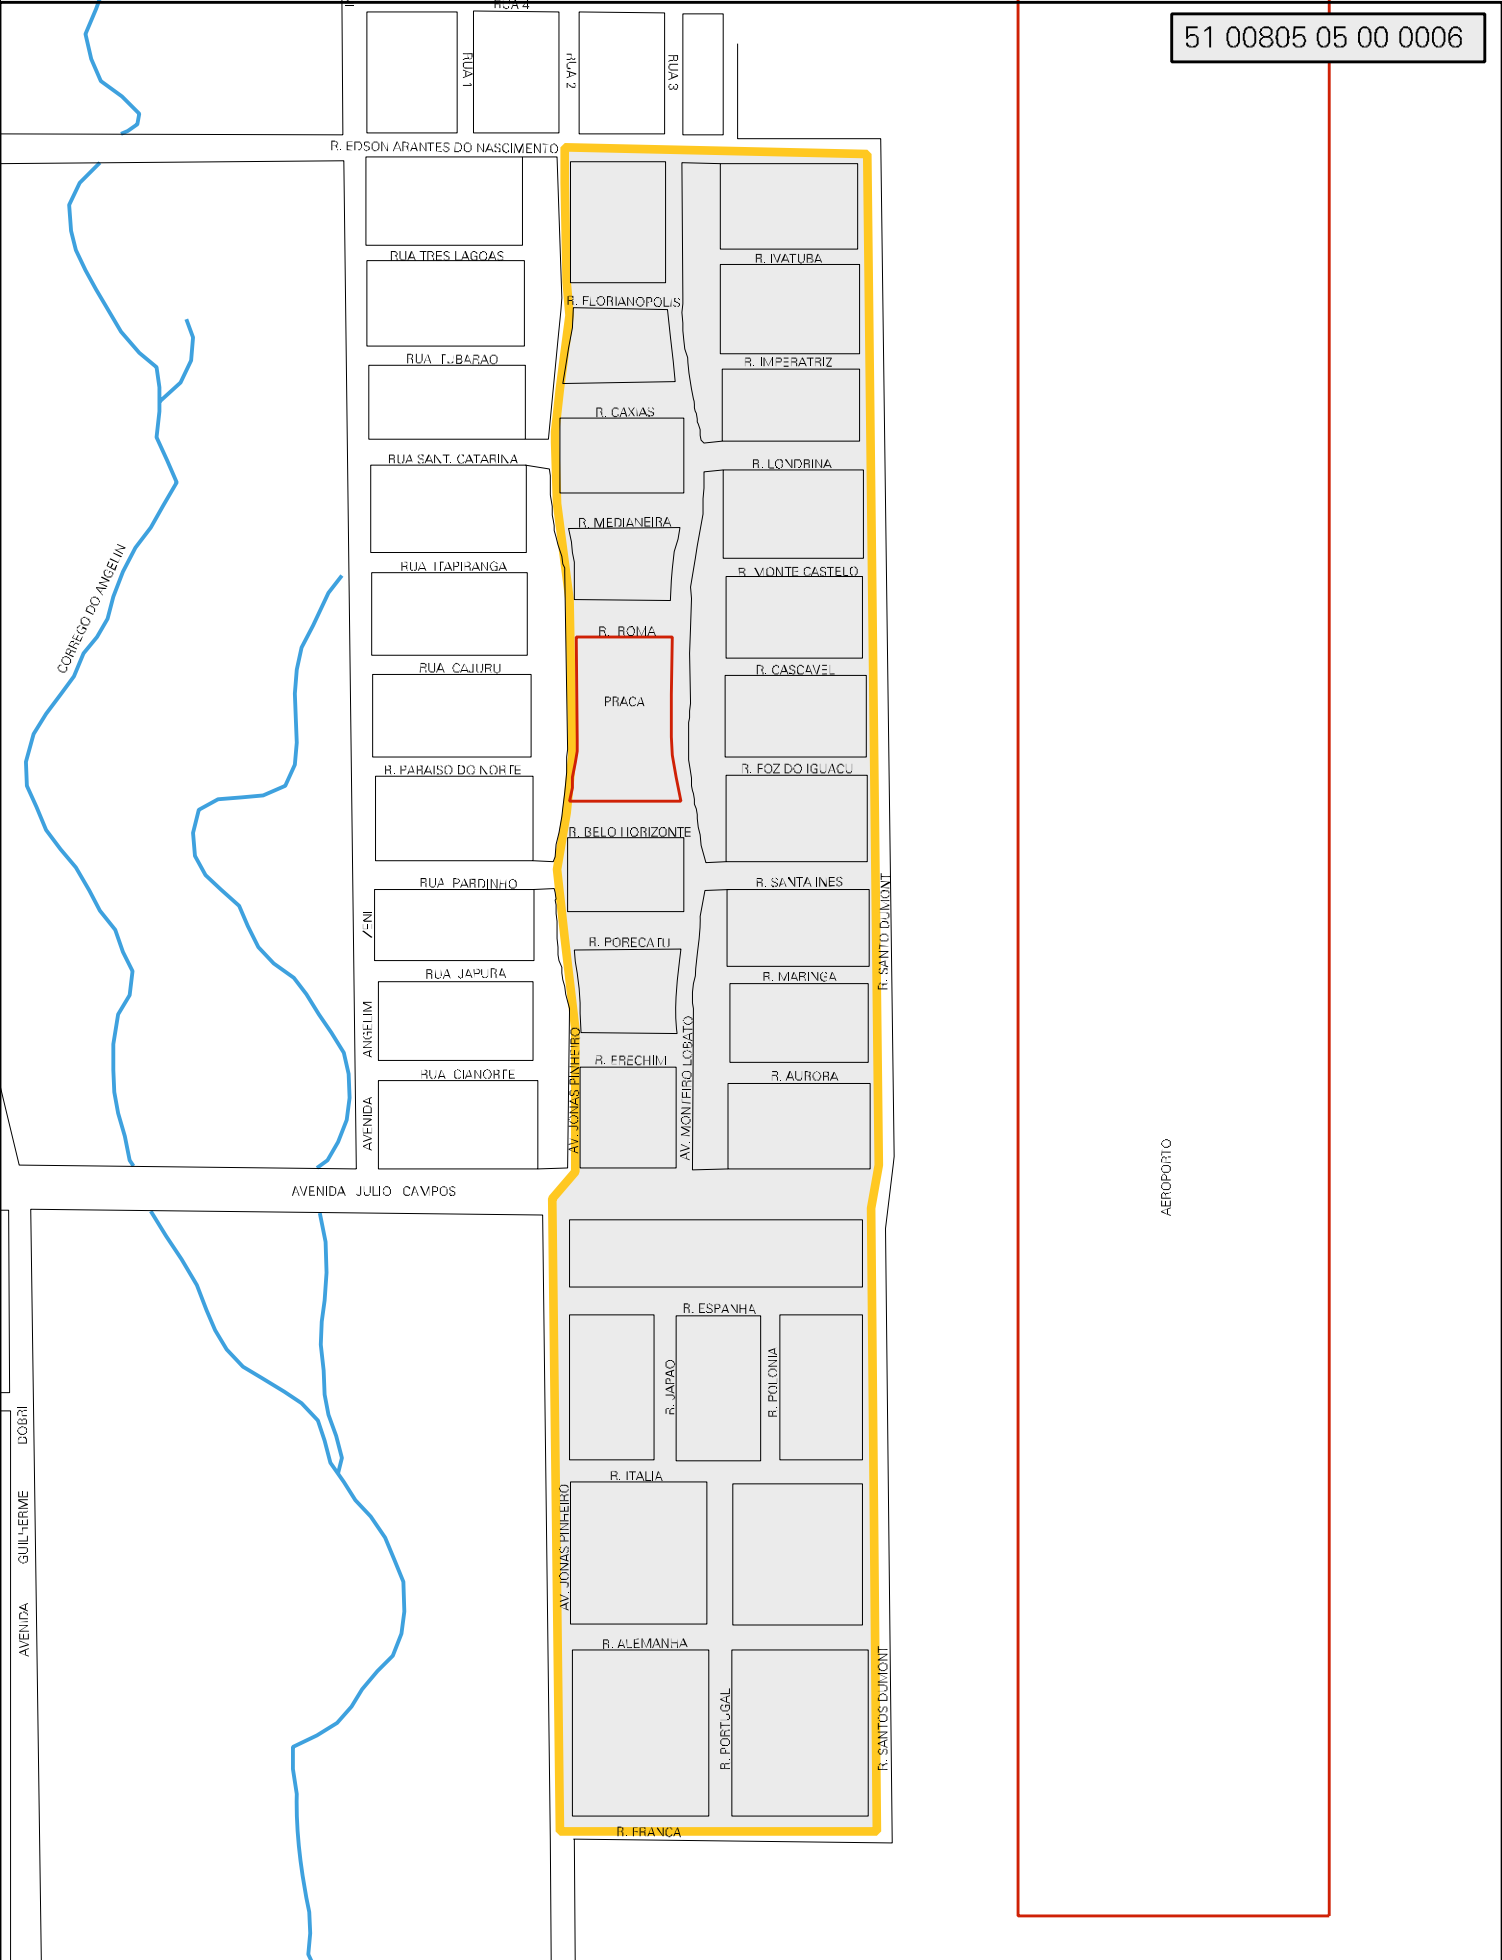 RUA 4
51 00805 05 00 0006
RUA 1
RUA 2
RUA 3
R. EDSON ARANTES DO NASCIMENTO
RUA TRES LAGOAS
R. IVATUBA
R. FLORIANOPOLIS
RUA TUBARAO
R. IMPERATRIZ
R. CAXIAS
RUA SANT. CATARINA
R. LONDRINA
R. MEDIANEIRA
CORREGO DO ANGELIN
RUA ITAPIRANGA
R. MONTE CASTELO
R. ROMA
RUA CAJURU
R. CASCAVEL
PRACA
R. PARAISO DO NORTE
R. FOZ DO IGUACU
R. BELO HORIZONTE
RUA PARDINHO
R. SANTA INES
R. SANTO DUMONT
R. PORECATU
RUA JAPURA
R. MARINGA
AVENIDA ANGELIM
AV. JONAS PINHEIRO
AV. MONTEIRO LOBATO
R. ERECHIM
RUA CIANORTE
R. AURORA
AEROPORTO
AVENIDA JULIO CAMPOS
R. ESPANHA
R. JAPAO
R. POLONIA
AVENIDA GUILHERME DOBRI
R. ITALIA
AV. JONAS PINHEIRO
R. ALEMANHA
R. PORTUGAL
R. SANTOS DUMONT
R. FRANCA